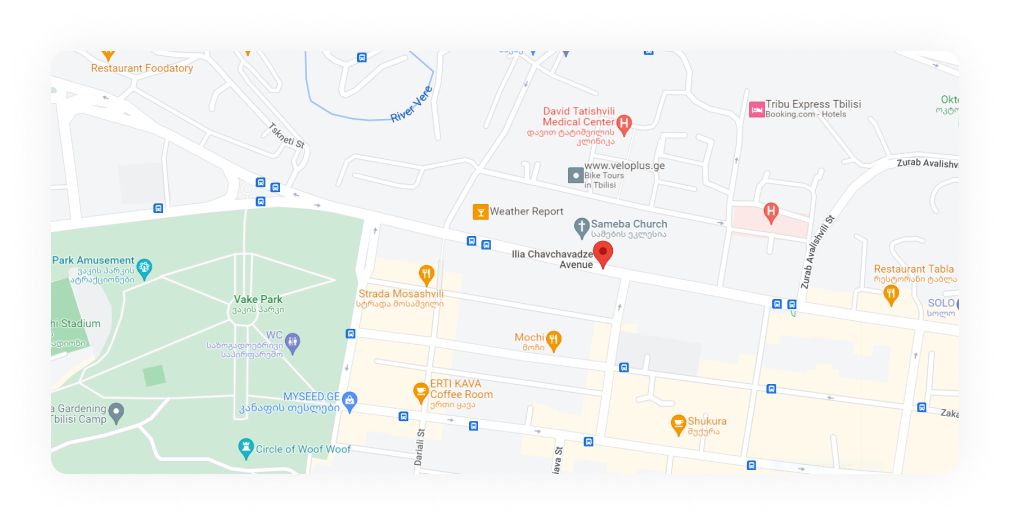 Restaurant Foodatory
River Vere
Tskneti St
David Tatishvili
Medical Center
დავით ტატიშვილის
კლინიკა
Tribu Express Tbilisi
Booking.com - Hotels
www.veloplus.ge
Bike Tours
in Tbilisi
Zurab Avalishv
Weather Report
Sameba Church
სამების ეკლესია
Ilia Chavchavadze
Avenue
Zurab Avalishvili St
Park Amusement
ვაკის პარკის
ატრაქციონები
Restaurant Tabla
რესტორანი ტაბლა
Strada Mosashvili
სტრადა მოსაშვილი
Vake Park
ვაკის პარკი
SOLO
სოლო
hi Stadium
WC
საზოგადოებრივი
საპირფარეშო
Mochi
მოჩი
ERTI KAVA
Coffee Room
ერთი ყავა
MYSEED.GE
კანაფის თესლები
a Gardening
Tbilisi Camp
Shukura
შუქურა
Zaka
Circle of Woof Woof
Dariali St
iava St